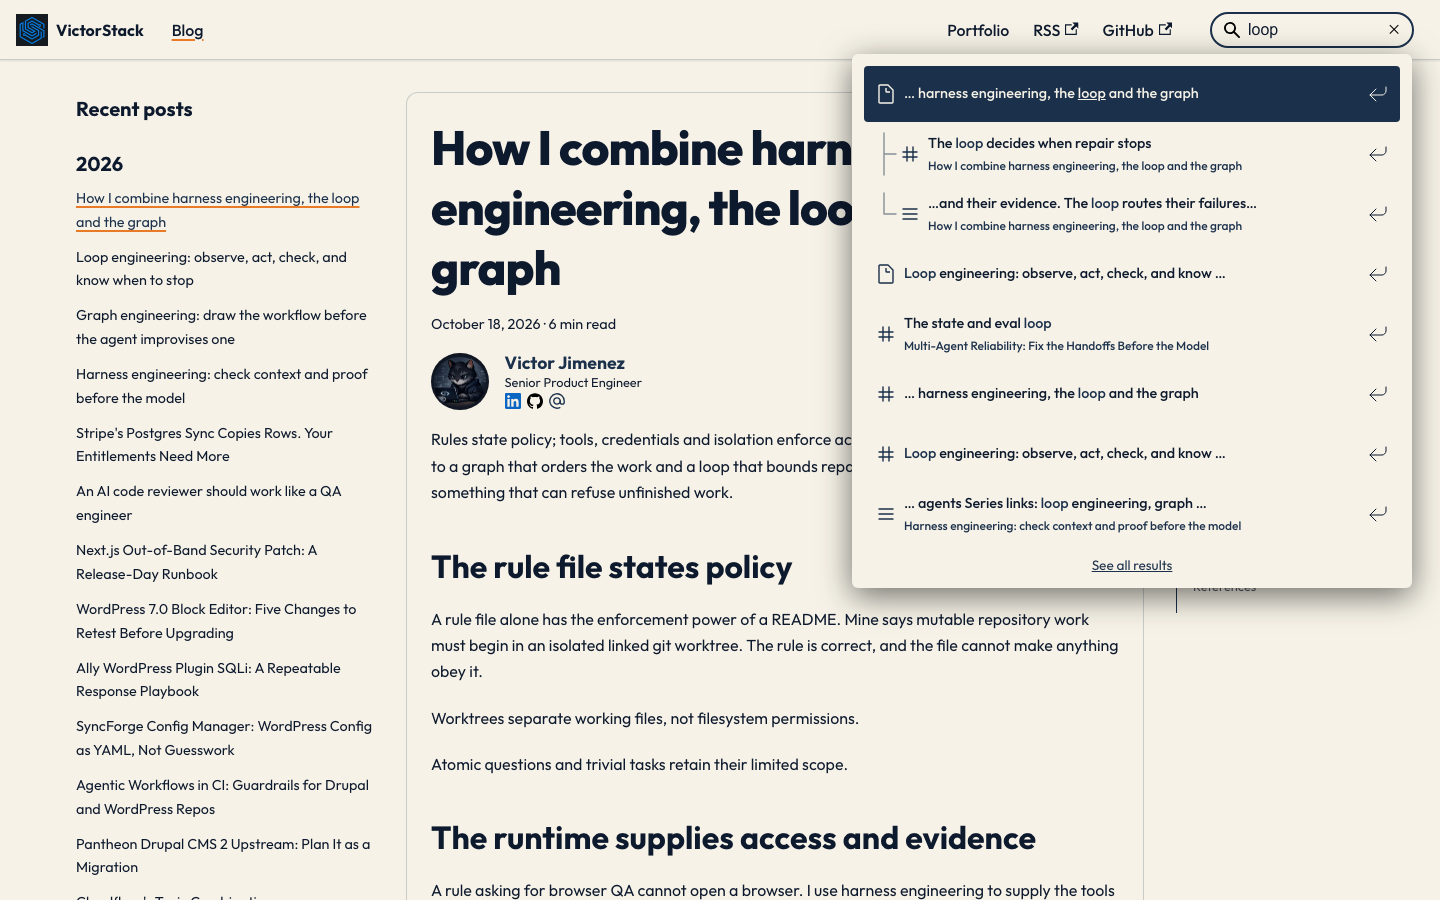 VictorStack
Blog
Portfolio
RSS
GitHub
loop
… harness engineering, the loop and the graph
The loop decides when repair stops
How I combine harness engineering, the loop and the graph
…and their evidence. The loop routes their failures…
How I combine harness engineering, the loop and the graph
Loop engineering: observe, act, check, and know …
The state and eval loop
Multi-Agent Reliability: Fix the Handoffs Before the Model
… harness engineering, the loop and the graph
Loop engineering: observe, act, check, and know …
… agents Series links: loop engineering, graph …
Harness engineering: check context and proof before the model
See all results
Recent posts
2026
How I combine harness engineering, the loop
and the graph
Loop engineering: observe, act, check, and
know when to stop
Graph engineering: draw the workflow before
the agent improvises one
Harness engineering: check context and proof
before the model
Stripe's Postgres Sync Copies Rows. Your
Entitlements Need More
An AI code reviewer should work like a QA
engineer
Next.js Out-of-Band Security Patch: A
Release-Day Runbook
WordPress 7.0 Block Editor: Five Changes to
Retest Before Upgrading
Ally WordPress Plugin SQLi: A Repeatable
Response Playbook
SyncForge Config Manager: WordPress Config
as YAML, Not Guesswork
Agentic Workflows in CI: Guardrails for Drupal
and WordPress Repos
Pantheon Drupal CMS 2 Upstream: Plan It as a
Migration
How I combine harn
engineering, the loo
graph
October 18, 2026 · 6 min read
Victor Jimenez
Senior Product Engineer
Rules state policy; tools, credentials and isolation enforce ac
to a graph that orders the work and a loop that bounds repa
something that can refuse unfinished work.
The rule file states policy
A rule file alone has the enforcement power of a README. Mine says mutable repository work
must begin in an isolated linked git worktree. The rule is correct, and the file cannot make anything
obey it.
Worktrees separate working files, not filesystem permissions.
Atomic questions and trivial tasks retain their limited scope.
The runtime supplies access and evidence
A rule asking for browser QA cannot open a browser. I use harness engineering to supply the tools
References